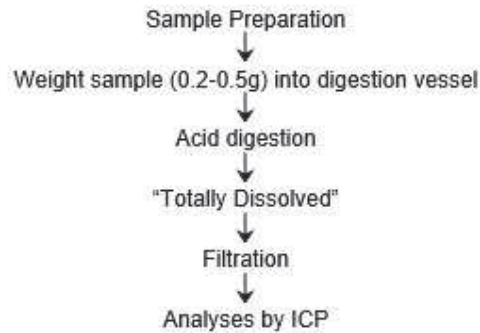 Sample Preparation
Weight sample (0.2-0.5g) into digestion vessel
Acid digestion
“Totally Dissolved”
Filtration
Analyses by ICP